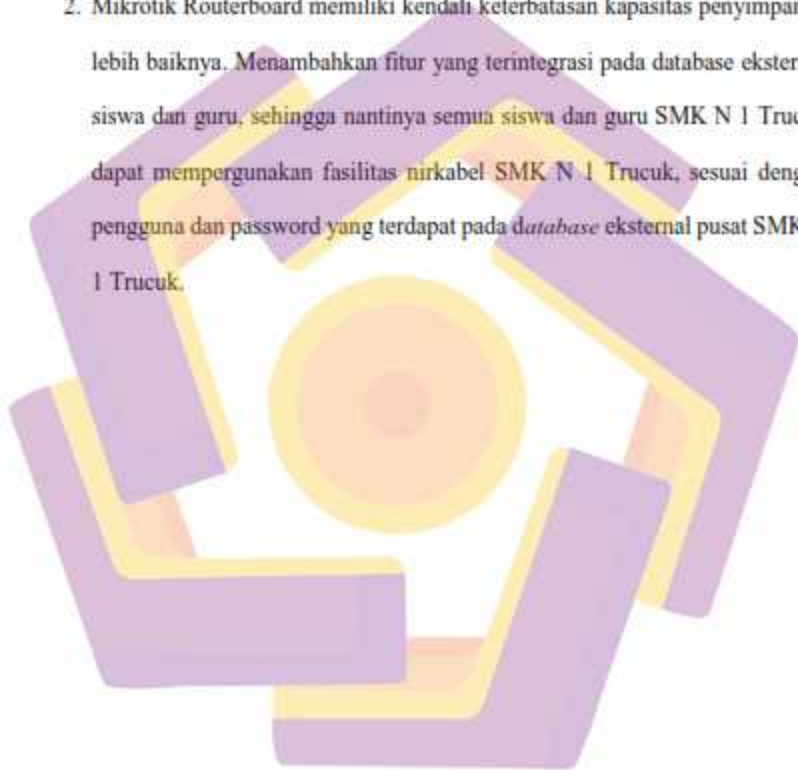 2. Mikrotik Routerboard memiliki kendali keterbatasan kapasitas penyimpan
lebih baiknya. Menambahkan fitur yang terintegrasi pada database ekster
siswa dan guru, sehingga nantinya semua siswa dan guru SMK N 1 Truc
dapat mempergunakan fasilitas nirkabel SMK N 1 Trucuk, sesuai deng
pengguna dan password yang terdapat pada database eksternal pusat SMK
1 Trucuk.